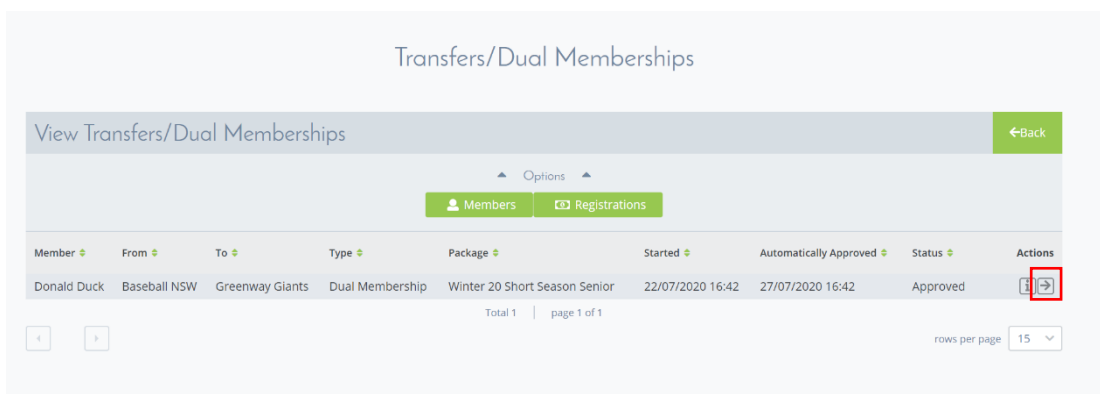 Transfers/Dual Memberships
View Transfers/Dual Memberships
Back
Options
Members Registrations
Member From To Type Package Started Automatically Approved Status Actions
Donald Duck Baseball NSW Greenway Giants Dual Membership Winter 20 Short Season Senior 22/07/2020 16:42 27/07/2020 16:42 Approved
Total 1 | page 1 of 1
rows per page 15